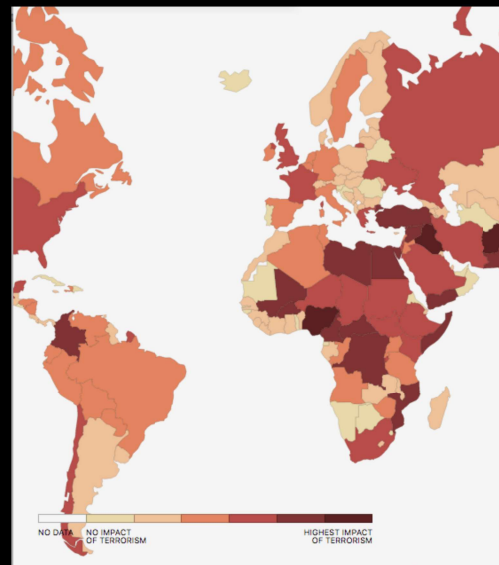 NO DATA
NO IMPACT
OF TERRORISM
HIGHEST IMPACT
OF TERRORISM